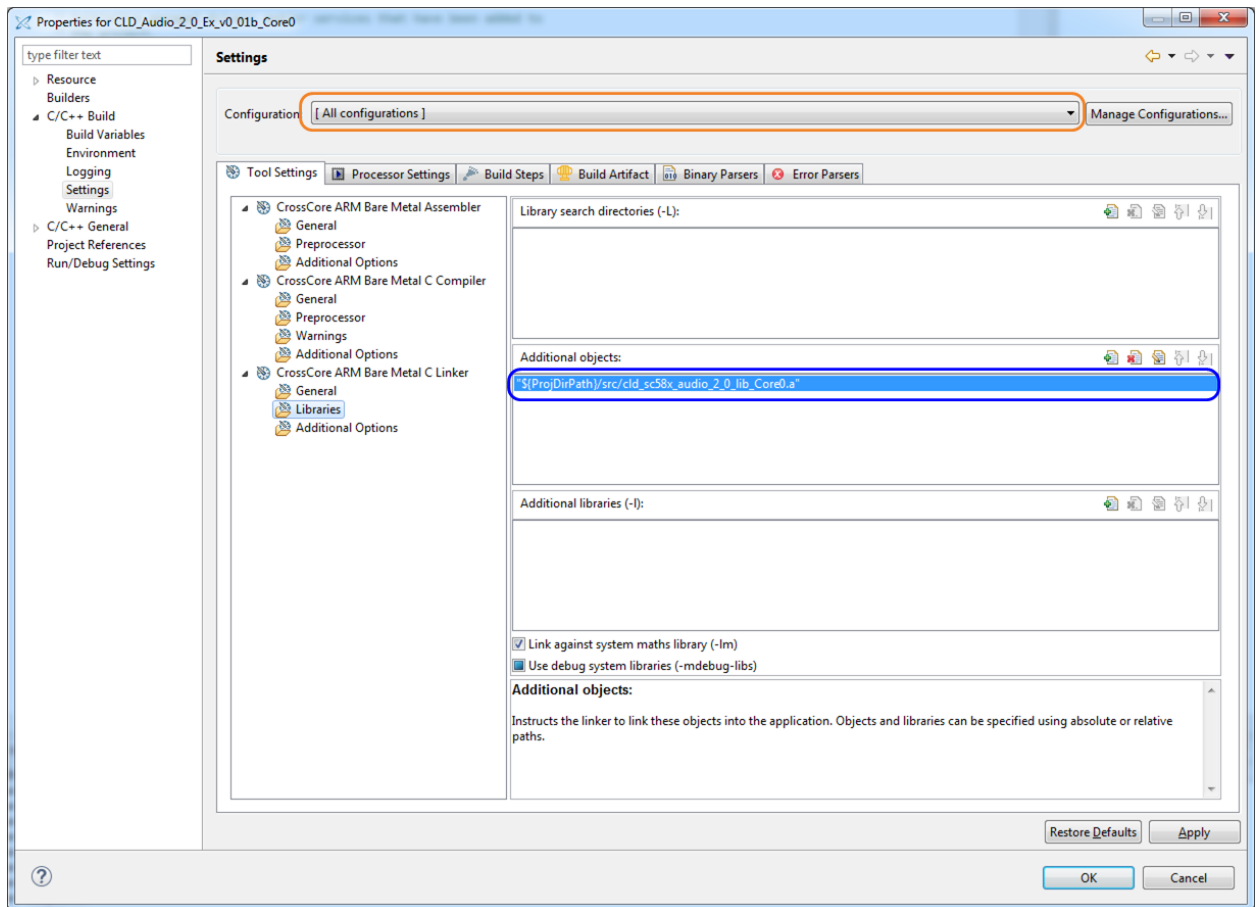 Properties for CLD_Audio_2_0_Ex_v0_01b_Core0
services that have been added to
type filter text
Resource
Builders
C/C++ Build
Build Variables
Environment
Logging
Settings
Warnings
C/C++ General
Project References
Run/Debug Settings
Settings
Configuration
[ All configurations ]
Manage Configurations...
Tool Settings
Processor Settings
Build Steps
Build Artifact
Binary Parsers
Error Parsers
CrossCore ARM Bare Metal Assembler
General
Preprocessor
Additional Options
CrossCore ARM Bare Metal C Compiler
General
Preprocessor
Warnings
Additional Options
CrossCore ARM Bare Metal C Linker
General
Libraries
Additional Options
Library search directories (-L):
Additional objects:
"${ProjDirPath}/src/cld_sc58x_audio_2_0_lib_Core0.a"
Additional libraries (-l):
Link against system maths library (-lm)
Use debug system libraries (-mdebug-libs)
Additional objects:
Instructs the linker to link these objects into the application. Objects and libraries can be specified using absolute or relative
paths.
Restore Defaults
Apply
OK
Cancel